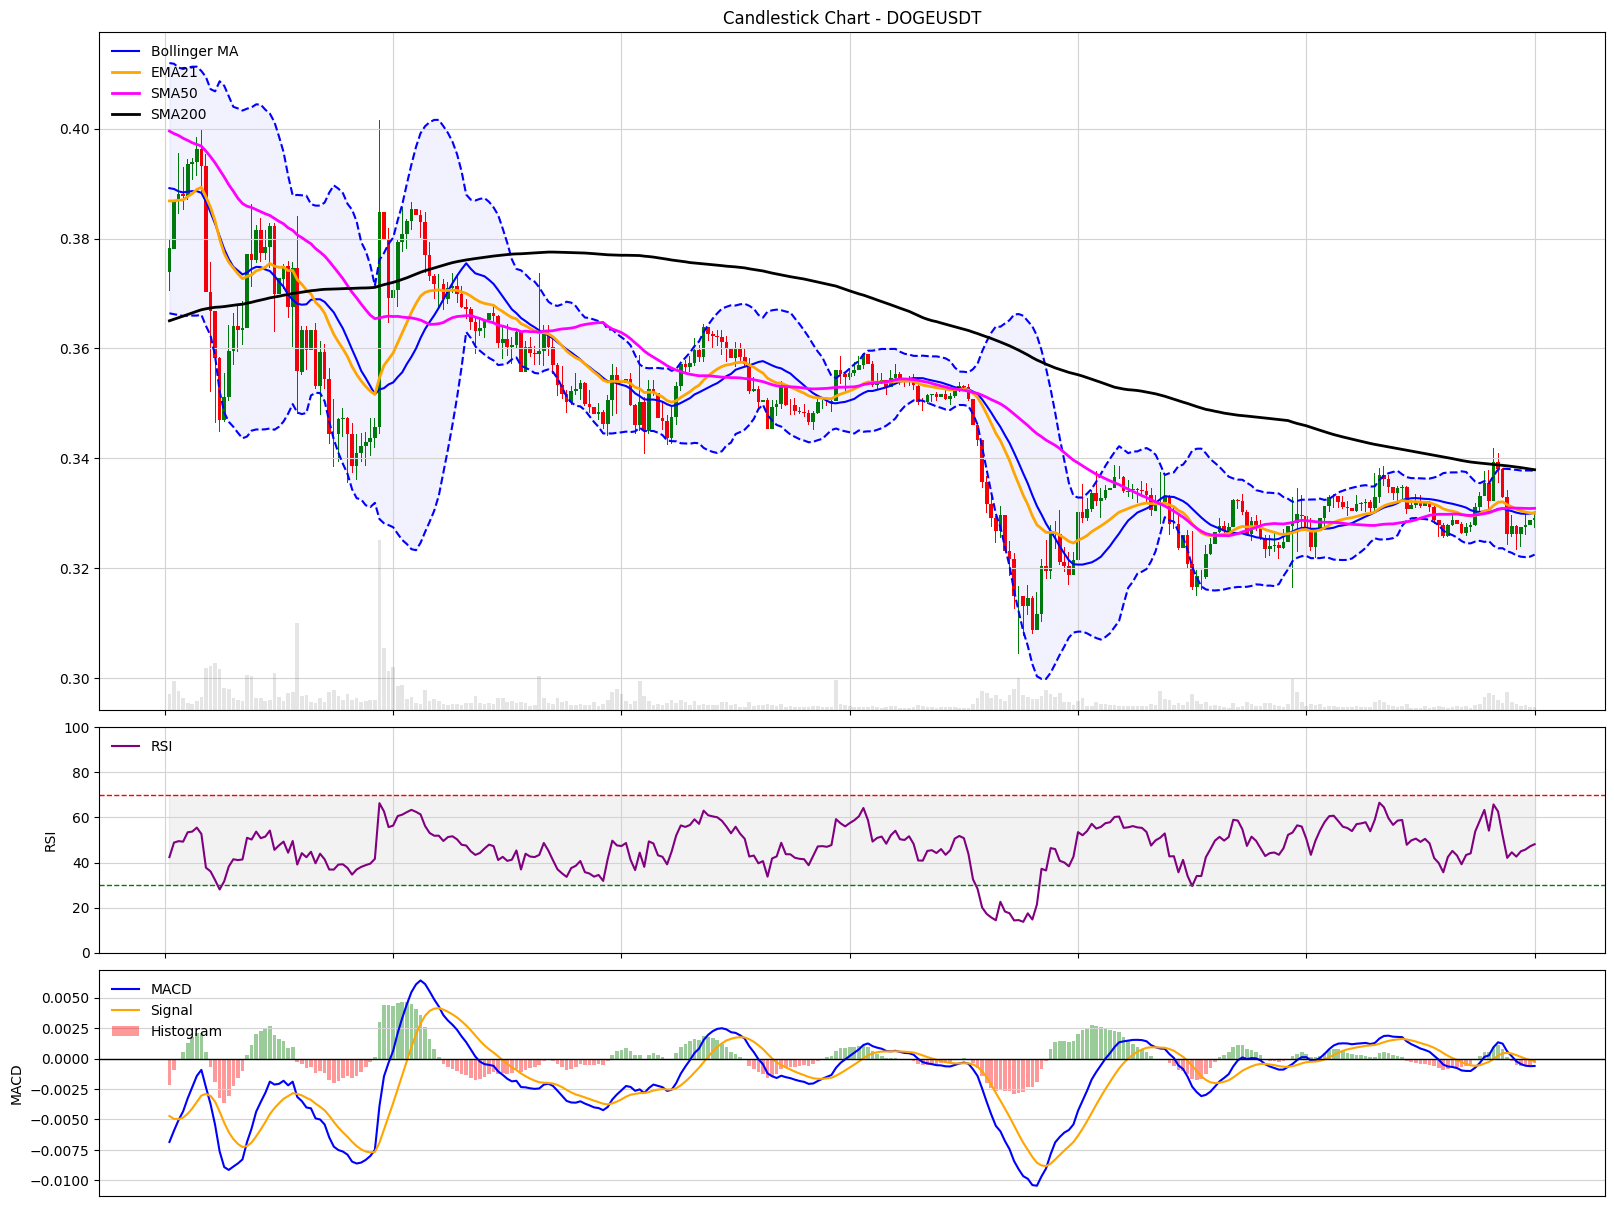 Candlestick Chart - DOGEUSDT
Bollinger MA
EMA21
SMA50
SMA200
0.40
0.38
0.36
0.34
0.32
0.30
RSI
100
80
60
40
20
0
RSI
MACD
Signal
Histogram
0.0050
0.0025
0.0000
−0.0025
−0.0050
−0.0075
−0.0100
MACD